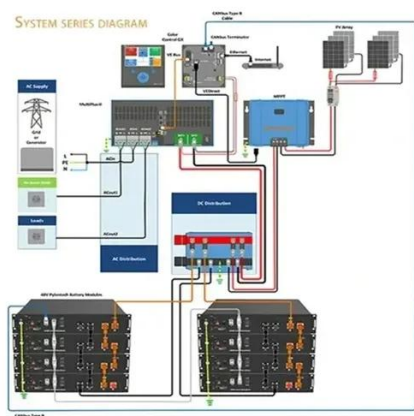 SYSTEM SERIES DIAGRAM
CANbus Type B
Cable
Color
Control GX
CANbus Terminator
PV Array
VE Bus
Ethernet
Internet
AC Supply
VE.Direct
MultiPlus-II
MPPT
Grid
or
Generator
L
PE
N
ACin
ACout1
DC Distribution
Loads
ACout2
AC Distribution
48V Pylontech Battery Modules
CANbus Type B